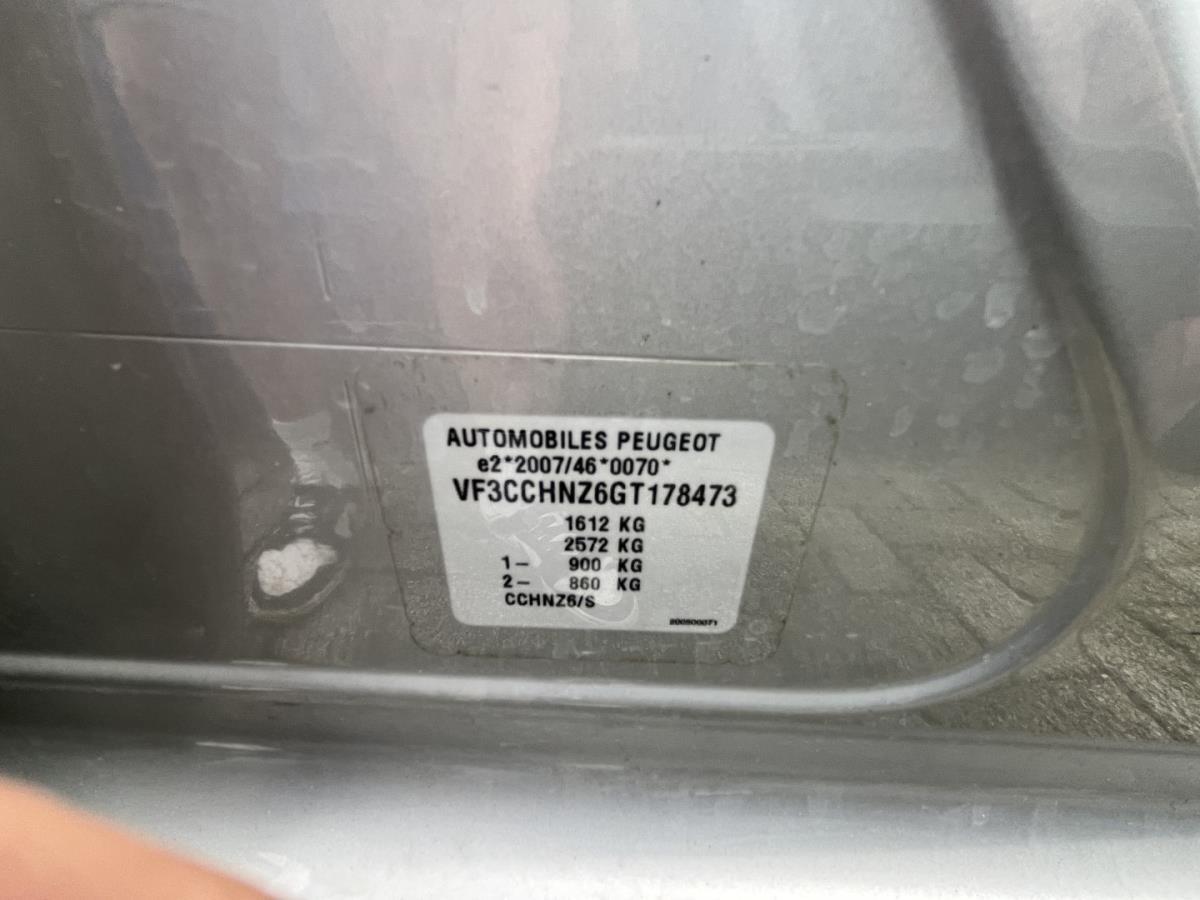 AUTOMOBILES PEUGEOT
e2*2007/46*0070*
VF3CCHNZ6GT178473
1612 KG
2572 KG
1- 900 KG
2- 860 KG
CCHNZ6/S